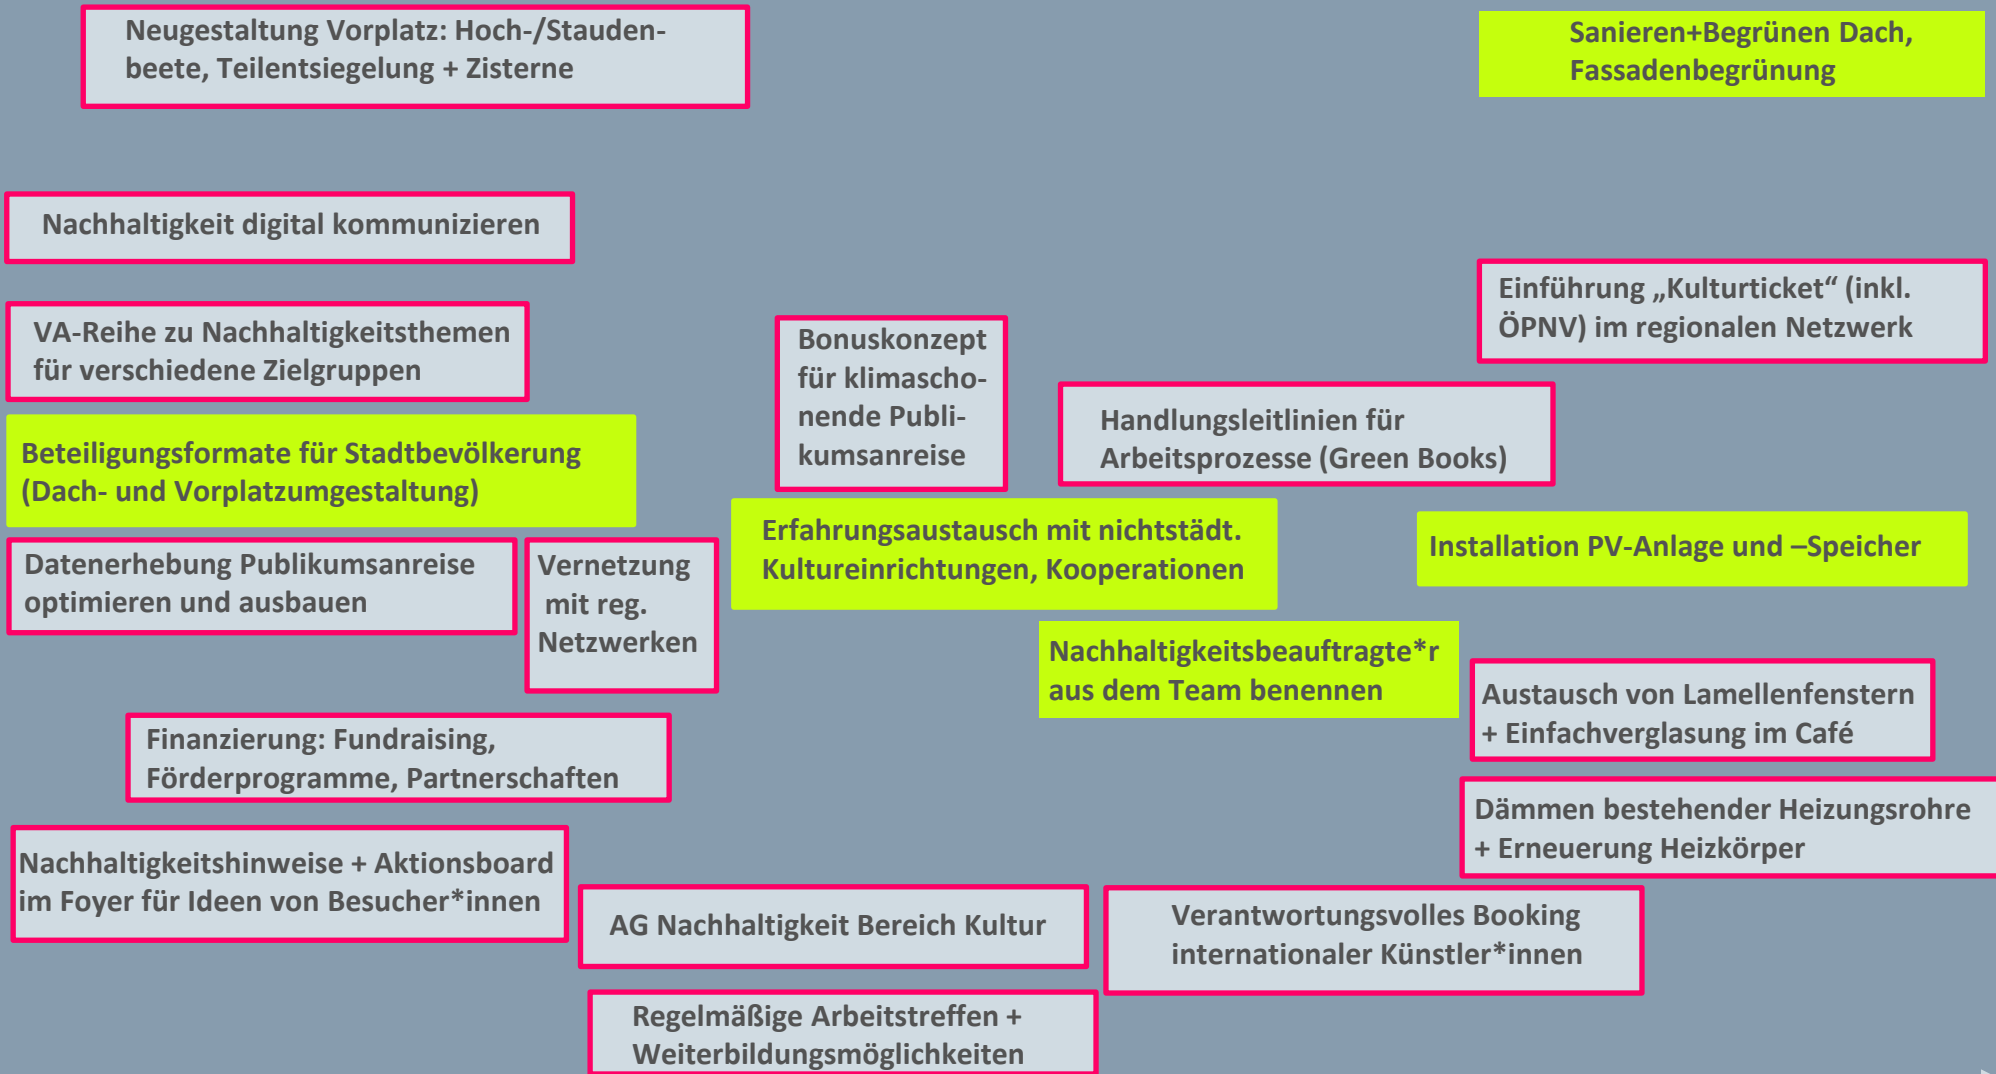 Neugestaltung Vorplatz: Hoch-/Stauden-
beete, Teilentsiegelung + Zisterne
Sanieren+Begrünen Dach,
Fassadenbegrünung
Nachhaltigkeit digital kommunizieren
Einführung „Kulturticket“ (inkl.
ÖPNV) im regionalen Netzwerk
VA-Reihe zu Nachhaltigkeitsthemen
für verschiedene Zielgruppen
Bonuskonzept
für klimascho-
nende Publi-
kumsanreise
Handlungsleitlinien für
Arbeitsprozesse (Green Books)
Beteiligungsformate für Stadtbevölkerung
(Dach- und Vorplatzumgestaltung)
Erfahrungsaustausch mit nichtstädt.
Kultureinrichtungen, Kooperationen
Installation PV-Anlage und –Speicher
Datenerhebung Publikumsanreise
optimieren und ausbauen
Vernetzung
mit reg.
Netzwerken
Nachhaltigkeitsbeauftragte*r
aus dem Team benennen
Austausch von Lamellenfenstern
+ Einfachverglasung im Café
Finanzierung: Fundraising,
Förderprogramme, Partnerschaften
Dämmen bestehender Heizungsrohre
+ Erneuerung Heizkörper
Nachhaltigkeitshinweise + Aktionsboard
im Foyer für Ideen von Besucher*innen
AG Nachhaltigkeit Bereich Kultur
Verantwortungsvolles Booking
internationaler Künstler*innen
Regelmäßige Arbeitstreffen +
Weiterbildungsmöglichkeiten